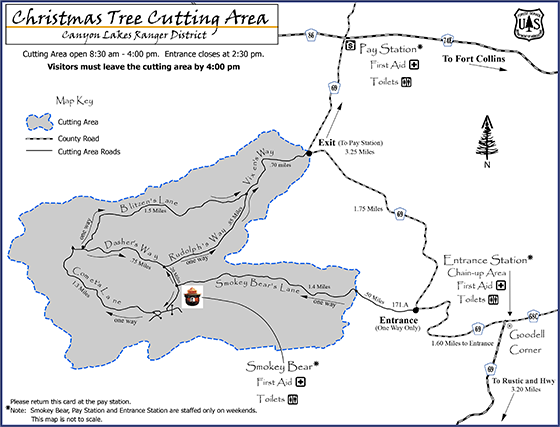 Christmas Tree Cutting Area
Canyon Lakes Ranger District
Cutting Area open 8:30 am - 4:00 pm. Entrance closes at 2:30 pm.
Visitors must leave the cutting area by 4:00 pm
Map Key
Cutting Area
County Road
Cutting Area Roads
86
Pay Station*
First Aid
Toilets
74E
To Fort Collins
US
69
Exit (To Pay Station)
3.25 Miles
N
Vixen's Way
.70 miles
Blitzen's Lane
1.5 Miles
one way
Dasher's Way
.75 Miles
Rudolph's Way
.95 Miles
1.75 Miles
69
Comet's Lane
1.3 Miles
one way
Smokey Bear's Lane
1.4 Miles
one way
.50 Miles
171A
Entrance
(One Way Only)
Entrance Station*
Chain-up Area
First Aid
Toilets
69
68C
1.60 Miles to Entrance
Goodell
Corner
69
To Rustic and Hwy
3.20 Miles
Smokey Bear*
First Aid
Toilets
Please return this card at the pay station.
*Note: Smokey Bear, Pay Station and Entrance Station are staffed only on weekends.
This map is not to scale.